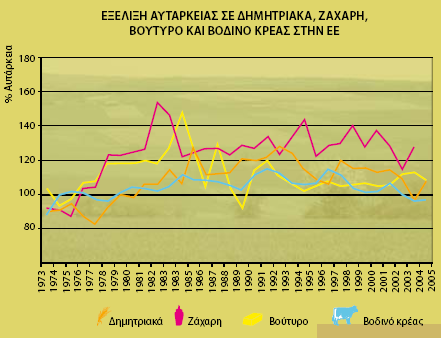 ΕΞΕΛΙΞΗ ΑΥΤΑΡΚΕΙΑΣ ΣΕ ΔΗΜΗΤΡΙΑΚΑ, ΖΑΧΑΡΗ,
ΒΟΥΤΥΡΟ ΚΑΙ ΒΟΔΙΝΟ ΚΡΕΑΣ ΣΤΗΝ ΕΕ
% Αυτάρκεια
180
160
140
120
100
80
1973 1974 1975 1976 1977 1978 1979 1980 1981 1982 1983 1984 1985 1986 1987 1988 1989 1990 1991 1992 1993 1994 1995 1996 1997 1998 1999 2000 2001 2002 2003 2004 2005
Δημητριακά Ζάχαρη Βούτυρο Βοδινό κρέας